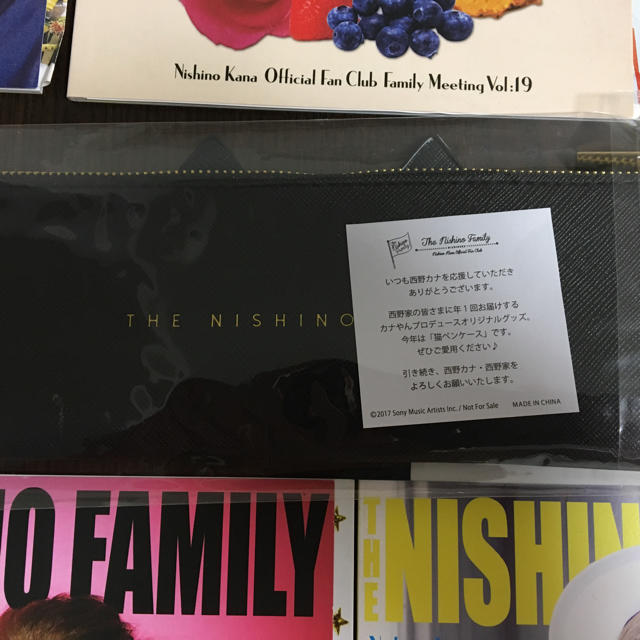 Nishino Kana Official Fan Club Family Meeting Vol:19
THE NISHINO
The Nishino Family
Nishino Kana Official Fan Club
いつも西野カナを応援していただき
ありがとうございます。
西野家の皆さまに年1回お届けする
カナやんプロデュースオリジナルグッズ。
今年は「猫ペンケース」です。
ぜひご愛用ください♪
引き続き、西野カナ・西野家を
よろしくお願いいたします。
©2017 Sony Music Artists Inc. / Not For Sale
MADE IN CHINA
NO FAMILY
THE NISHIN